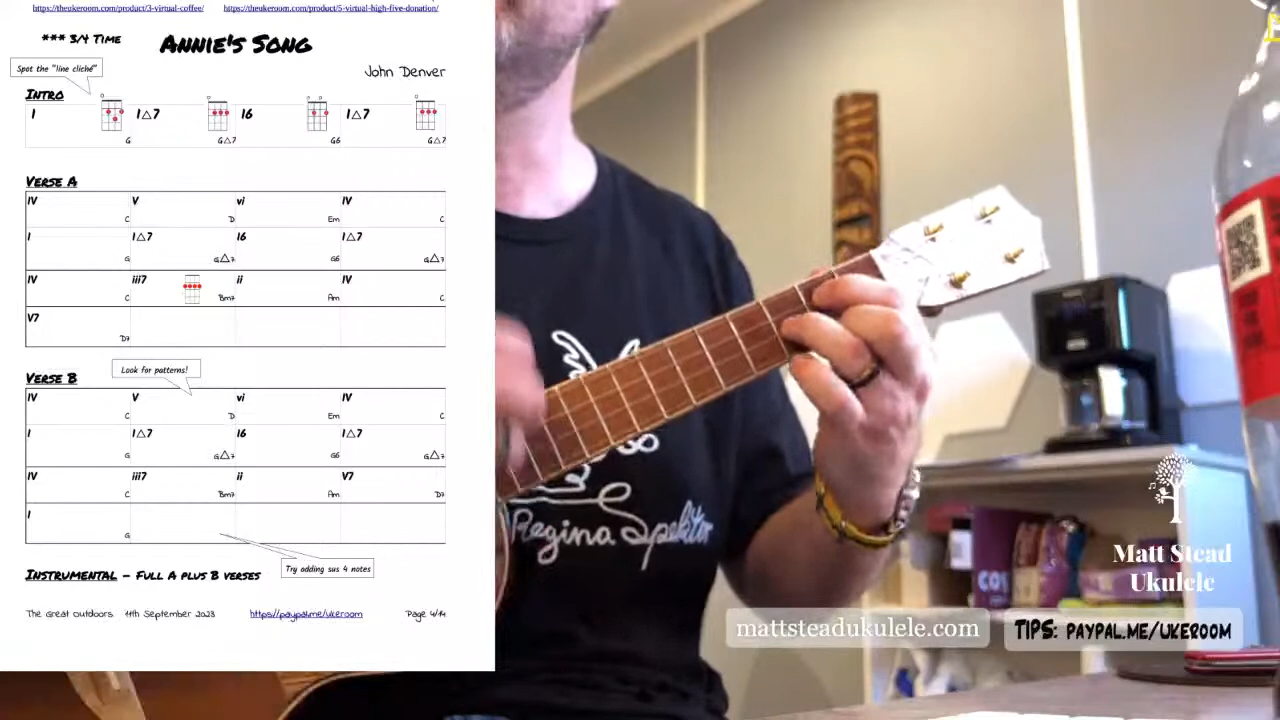 https://theukeroom.com/product/3-virtual-coffee/ https://theukeroom.com/product/5-virtual-high-five-donation/
*** 3/4 Time
Annie's Song
Spot the "line cliché"
John Denver
Intro
I I△7 I6 I△7
G G△7 G6 G△7
Verse A
IV V vi IV
C D Em C
I I△7 I6 I△7
G G△7 G6 G△7
IV iii7 ii IV
C Bm7 Am C
V7
D7
Look for patterns!
Verse B
IV V vi IV
C D Em C
I I△7 I6 I△7
G G△7 G6 G△7
IV iii7 ii V7
C Bm7 Am D7
I
G
Try adding sus 4 notes
Instrumental – Full A plus B verses
The Great Outdoors 11th September 2023 https://paypal.me/ukeroom Page 4/14
Regina Spektor
Matt Stead
Ukulele
mattsteadukulele.com
TIPS: PAYPAL.ME/UKEROOM